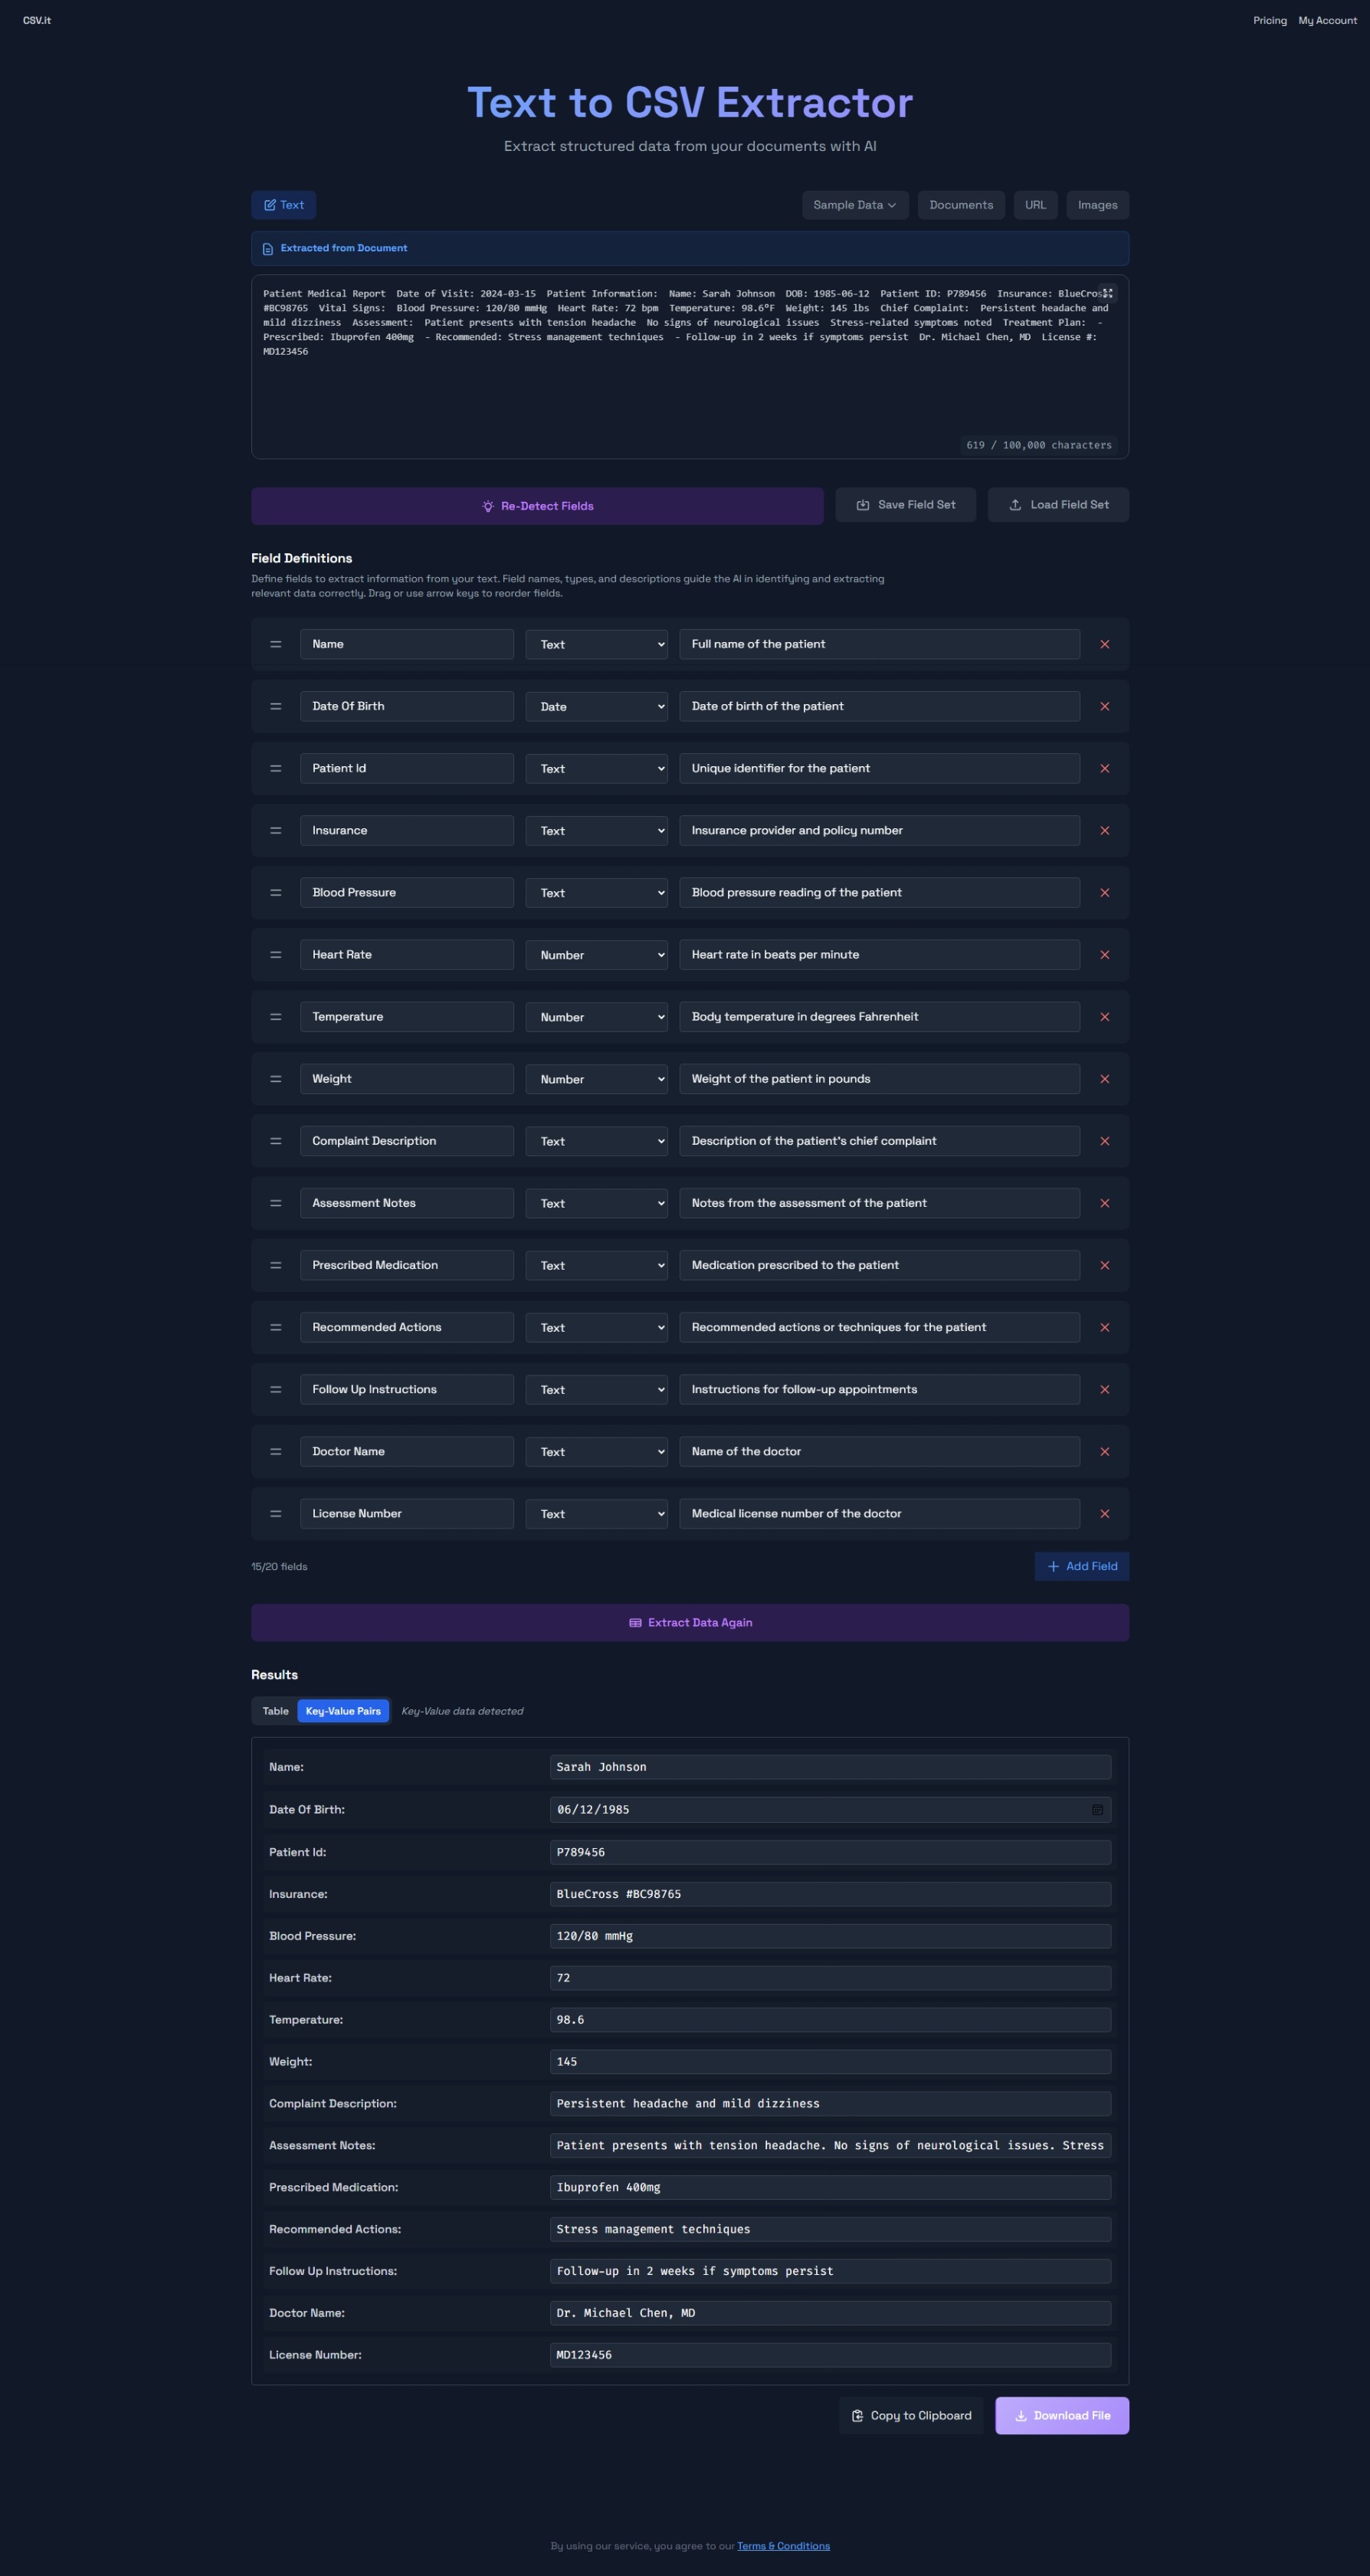 CSV.it
Pricing My Account
Text to CSV Extractor
Extract structured data from your documents with AI
Text
Sample Data Documents URL Images
Extracted from Document
Patient Medical Report Date of Visit: 2024-03-15 Patient Information: Name: Sarah Johnson DOB: 1985-06-12 Patient ID: P789456 Insurance: BlueCross
#BC98765 Vital Signs: Blood Pressure: 120/80 mmHg Heart Rate: 72 bpm Temperature: 98.6°F Weight: 145 lbs Chief Complaint: Persistent headache and
mild dizziness Assessment: Patient presents with tension headache No signs of neurological issues Stress-related symptoms noted Treatment Plan: -
Prescribed: Ibuprofen 400mg - Recommended: Stress management techniques - Follow-up in 2 weeks if symptoms persist Dr. Michael Chen, MD License #:
MD123456
619 / 100,000 characters
Re-Detect Fields Save Field Set Load Field Set
Field Definitions
Define fields to extract information from your text. Field names, types, and descriptions guide the AI in identifying and extracting
relevant data correctly. Drag or use arrow keys to reorder fields.
Name Text Full name of the patient
Date Of Birth Date Date of birth of the patient
Patient Id Text Unique identifier for the patient
Insurance Text Insurance provider and policy number
Blood Pressure Text Blood pressure reading of the patient
Heart Rate Number Heart rate in beats per minute
Temperature Number Body temperature in degrees Fahrenheit
Weight Number Weight of the patient in pounds
Complaint Description Text Description of the patient's chief complaint
Assessment Notes Text Notes from the assessment of the patient
Prescribed Medication Text Medication prescribed to the patient
Recommended Actions Text Recommended actions or techniques for the patient
Follow Up Instructions Text Instructions for follow-up appointments
Doctor Name Text Name of the doctor
License Number Text Medical license number of the doctor
15/20 fields
Add Field
Extract Data Again
Results
Table Key-Value Pairs Key-Value data detected
Name: Sarah Johnson
Date Of Birth: 06/12/1985
Patient Id: P789456
Insurance: BlueCross #BC98765
Blood Pressure: 120/80 mmHg
Heart Rate: 72
Temperature: 98.6
Weight: 145
Complaint Description: Persistent headache and mild dizziness
Assessment Notes: Patient presents with tension headache. No signs of neurological issues. Stress
Prescribed Medication: Ibuprofen 400mg
Recommended Actions: Stress management techniques
Follow Up Instructions: Follow-up in 2 weeks if symptoms persist
Doctor Name: Dr. Michael Chen, MD
License Number: MD123456
Copy to Clipboard Download File
By using our service, you agree to our Terms & Conditions